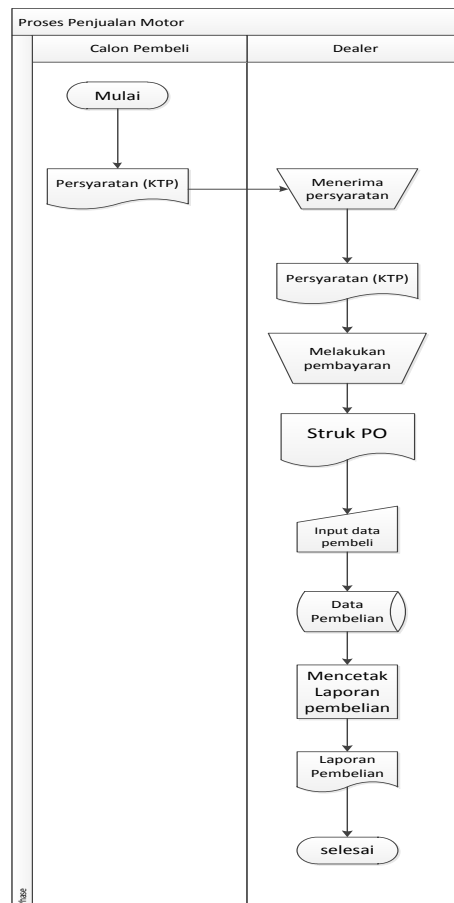 Proses Penjualan Motor
Calon Pembeli
Dealer
Mulai
Persyaratan (KTP)
Menerima
persyaratan
Persyaratan (KTP)
Melakukan
pembayaran
Struk PO
Input data
pembeli
Data
Pembelian
Mencetak
Laporan
pembelian
Laporan
Pembelian
selesai